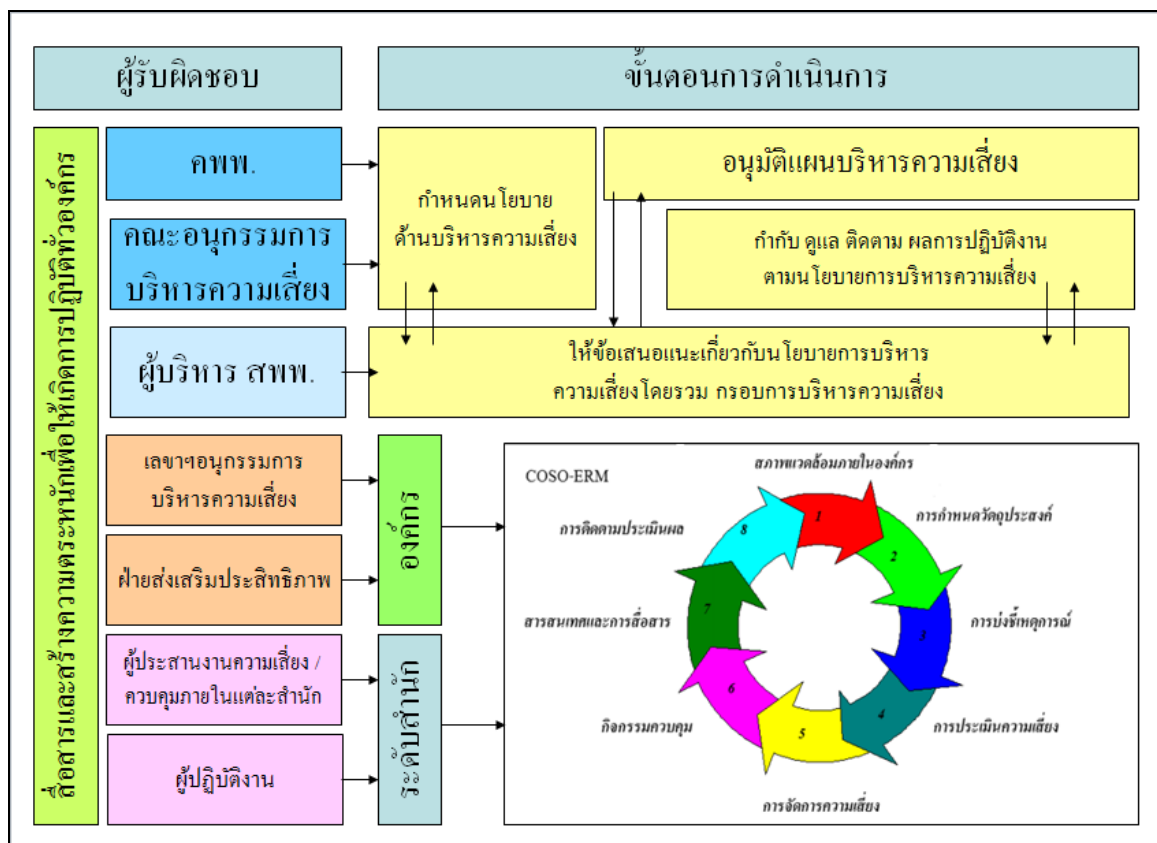 ผู้รับผิดชอบ
ขั้นตอนการดำเนินการ
สื่อสารและสร้างความตระหนักเพื่อให้เกิดการปฏิบัติทั่วองค์กร
คพพ.
คณะอนุกรรมการ
บริหารความเสี่ยง
ผู้บริหาร สพพ.
กำหนดนโยบาย
ด้านบริหารความเสี่ยง
อนุมัติแผนบริหารความเสี่ยง
กำกับ ดูแล ติดตาม ผลการปฏิบัติงาน
ตามนโยบายการบริหารความเสี่ยง
ให้ข้อเสนอแนะเกี่ยวกับนโยบายการบริหาร
ความเสี่ยงโดยรวม กรอบการบริหารความเสี่ยง
เลขาฯอนุกรรมการ
บริหารความเสี่ยง
ฝ่ายส่งเสริมประสิทธิภาพ
องค์กร
ผู้ประสานงานความเสี่ยง /
ควบคุมภายในแต่ละสำนัก
ผู้ปฏิบัติงาน
ระดับสำนัก
COSO-ERM
สภาพแวดล้อมภายในองค์กร
1
การกำหนดวัตถุประสงค์
2
การบ่งชี้เหตุการณ์
3
การประเมินความเสี่ยง
4
การจัดการความเสี่ยง
5
กิจกรรมควบคุม
6
สารสนเทศและการสื่อสาร
7
การติดตามประเมินผล
8